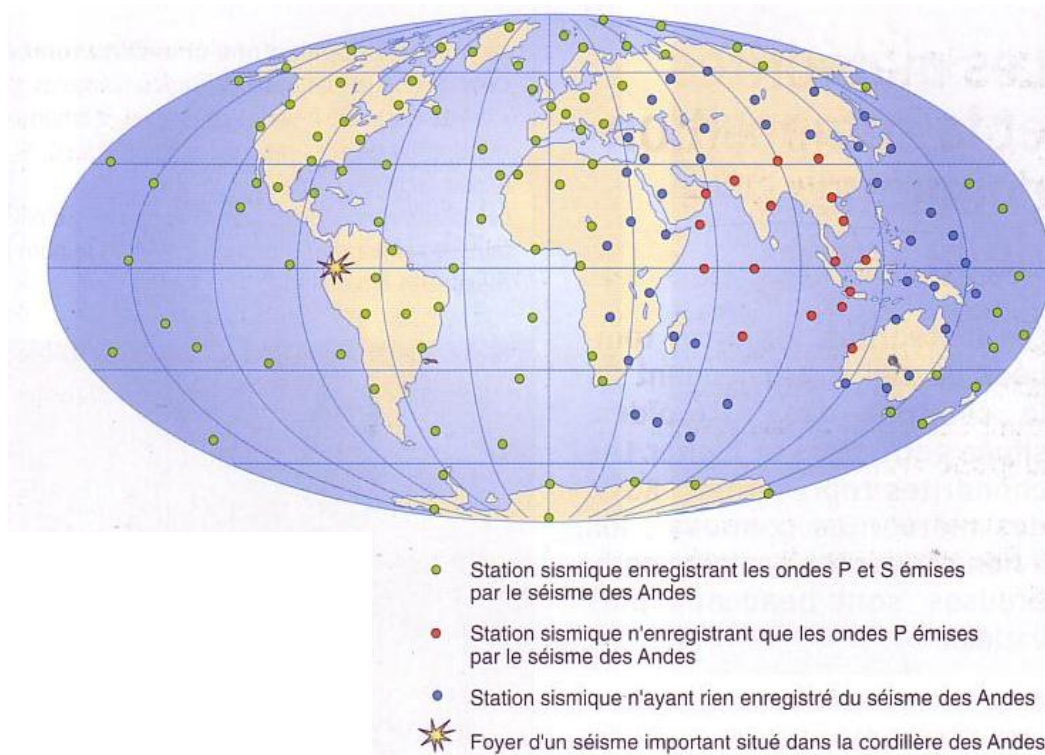 Station sismique enregistrant les ondes P et S émises
par le séisme des Andes
Station sismique n'enregistrant que les ondes P émises
par le séisme des Andes
Station sismique n'ayant rien enregistré du séisme des Andes
Foyer d'un séisme important situé dans la cordillère des Andes